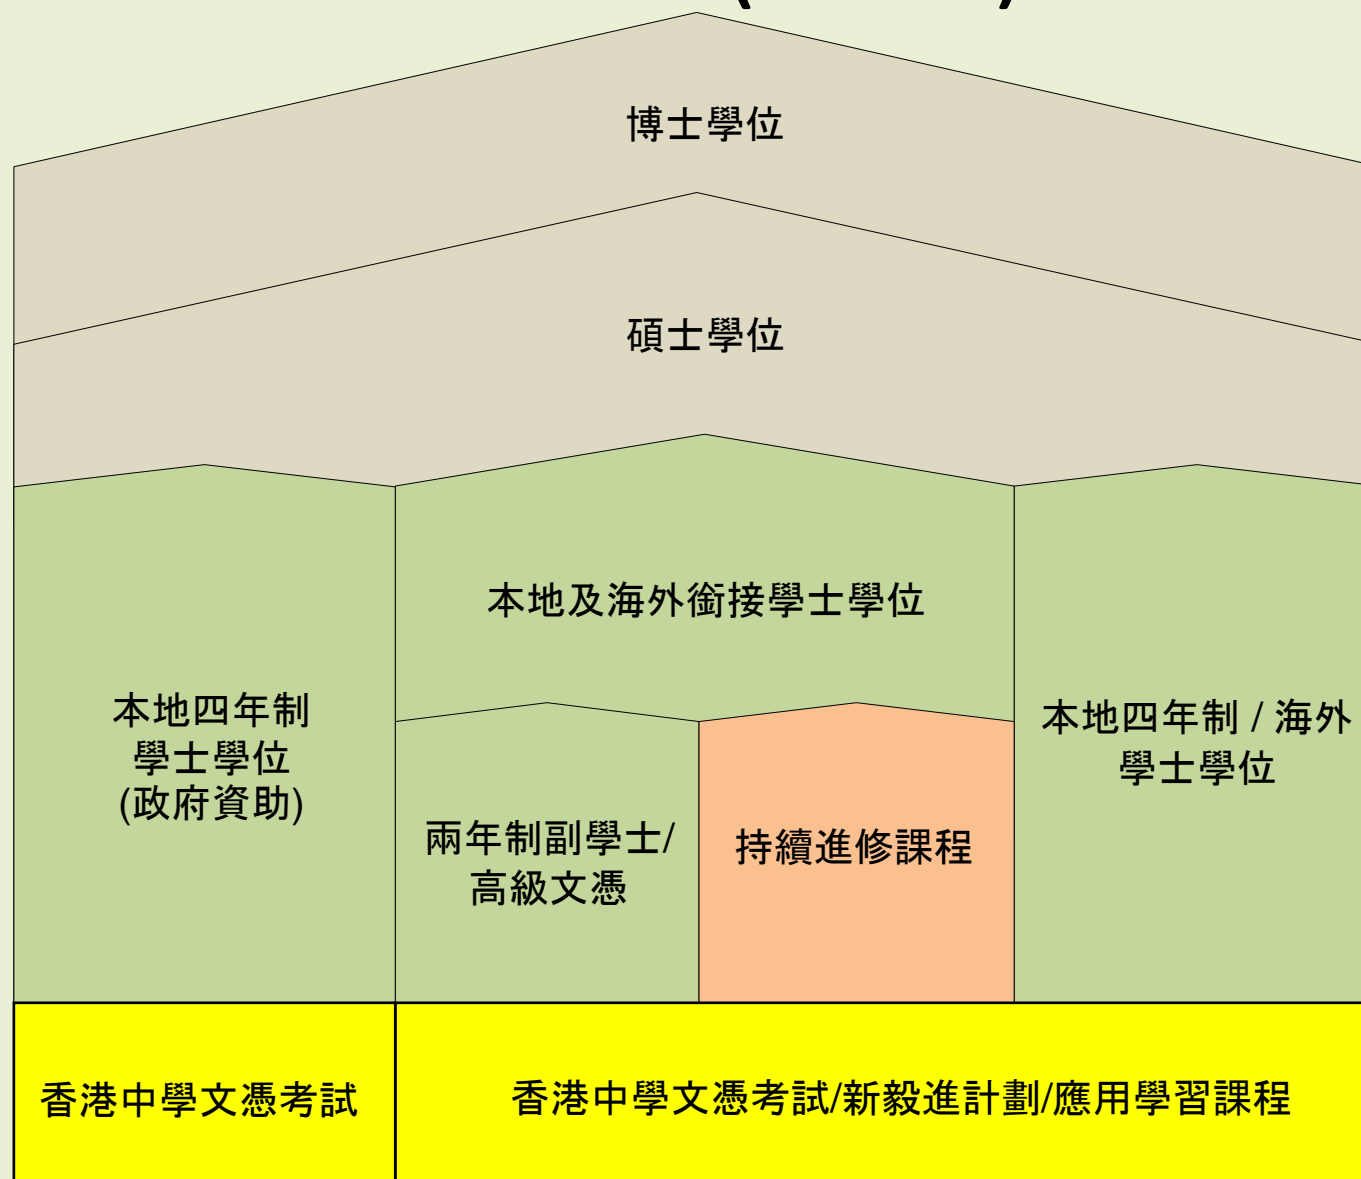 博士學位
碩士學位
本地及海外銜接學士學位
本地四年制
學士學位
(政府資助)
兩年制副學士/
高級文憑
持續進修課程
本地四年制 / 海外
學士學位
香港中學文憑考試
香港中學文憑考試/新毅進計劃/應用學習課程